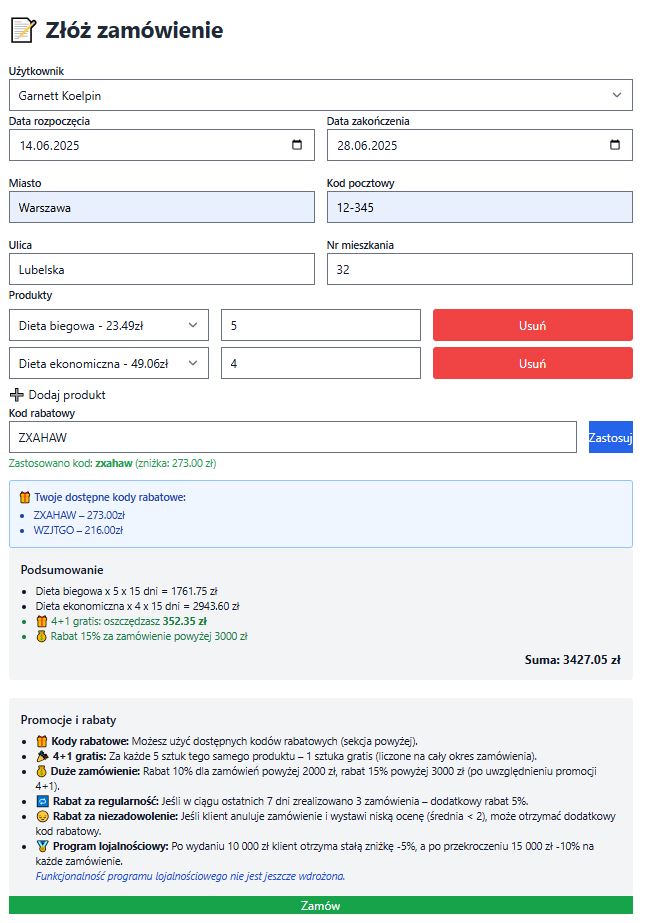 Złóż zamówienie
Użytkownik
Garnett Koelpin
Data rozpoczęcia
Data zakończenia
14.06.2025
28.06.2025
Miasto
Kod pocztowy
Warszawa
12-345
Ulica
Nr mieszkania
Lubelska
32
Produkty
Dieta biegowa - 23.49zł
5
Usuń
Dieta ekonomiczna - 49.06zł
4
Usuń
Dodaj produkt
Kod rabatowy
ZXAHAW
Zastosuj
Zastosowano kod: zxahaw (zniżka: 273.00 zł)
Twoje dostępne kody rabatowe:
ZXAHAW – 273.00zł
WZJTGO – 216.00zł
Podsumowanie
Dieta biegowa x 5 x 15 dni = 1761.75 zł
Dieta ekonomiczna x 4 x 15 dni = 2943.60 zł
4+1 gratis: oszczędzasz 352.35 zł
Rabat 15% za zamówienie powyżej 3000 zł
Suma: 3427.05 zł
Promocje i rabaty
Kody rabatowe: Możesz użyć dostępnych kodów rabatowych (sekcja powyżej).
4+1 gratis: Za każde 5 sztuk tego samego produktu – 1 sztuka gratis (liczone na cały okres zamówienia).
Duże zamówienie: Rabat 10% dla zamówień powyżej 2000 zł, rabat 15% powyżej 3000 zł (po uwzględnieniu promocji
4+1).
Rabat za regularność: Jeśli w ciągu ostatnich 7 dni zrealizowano 3 zamówienia – dodatkowy rabat 5%.
Rabat za niezadowolenie: Jeśli klient anuluje zamówienie i wystawi niską ocenę (średnia < 2), może otrzymać dodatkowy
kod rabatowy.
Program lojalnościowy: Po wydaniu 10 000 zł klient otrzyma stałą zniżkę -5%, a po przekroczeniu 15 000 zł -10% na
każde zamówienie.
Funkcjonalność programu lojalnościowego nie jest jeszcze wdrożona.
Zamów